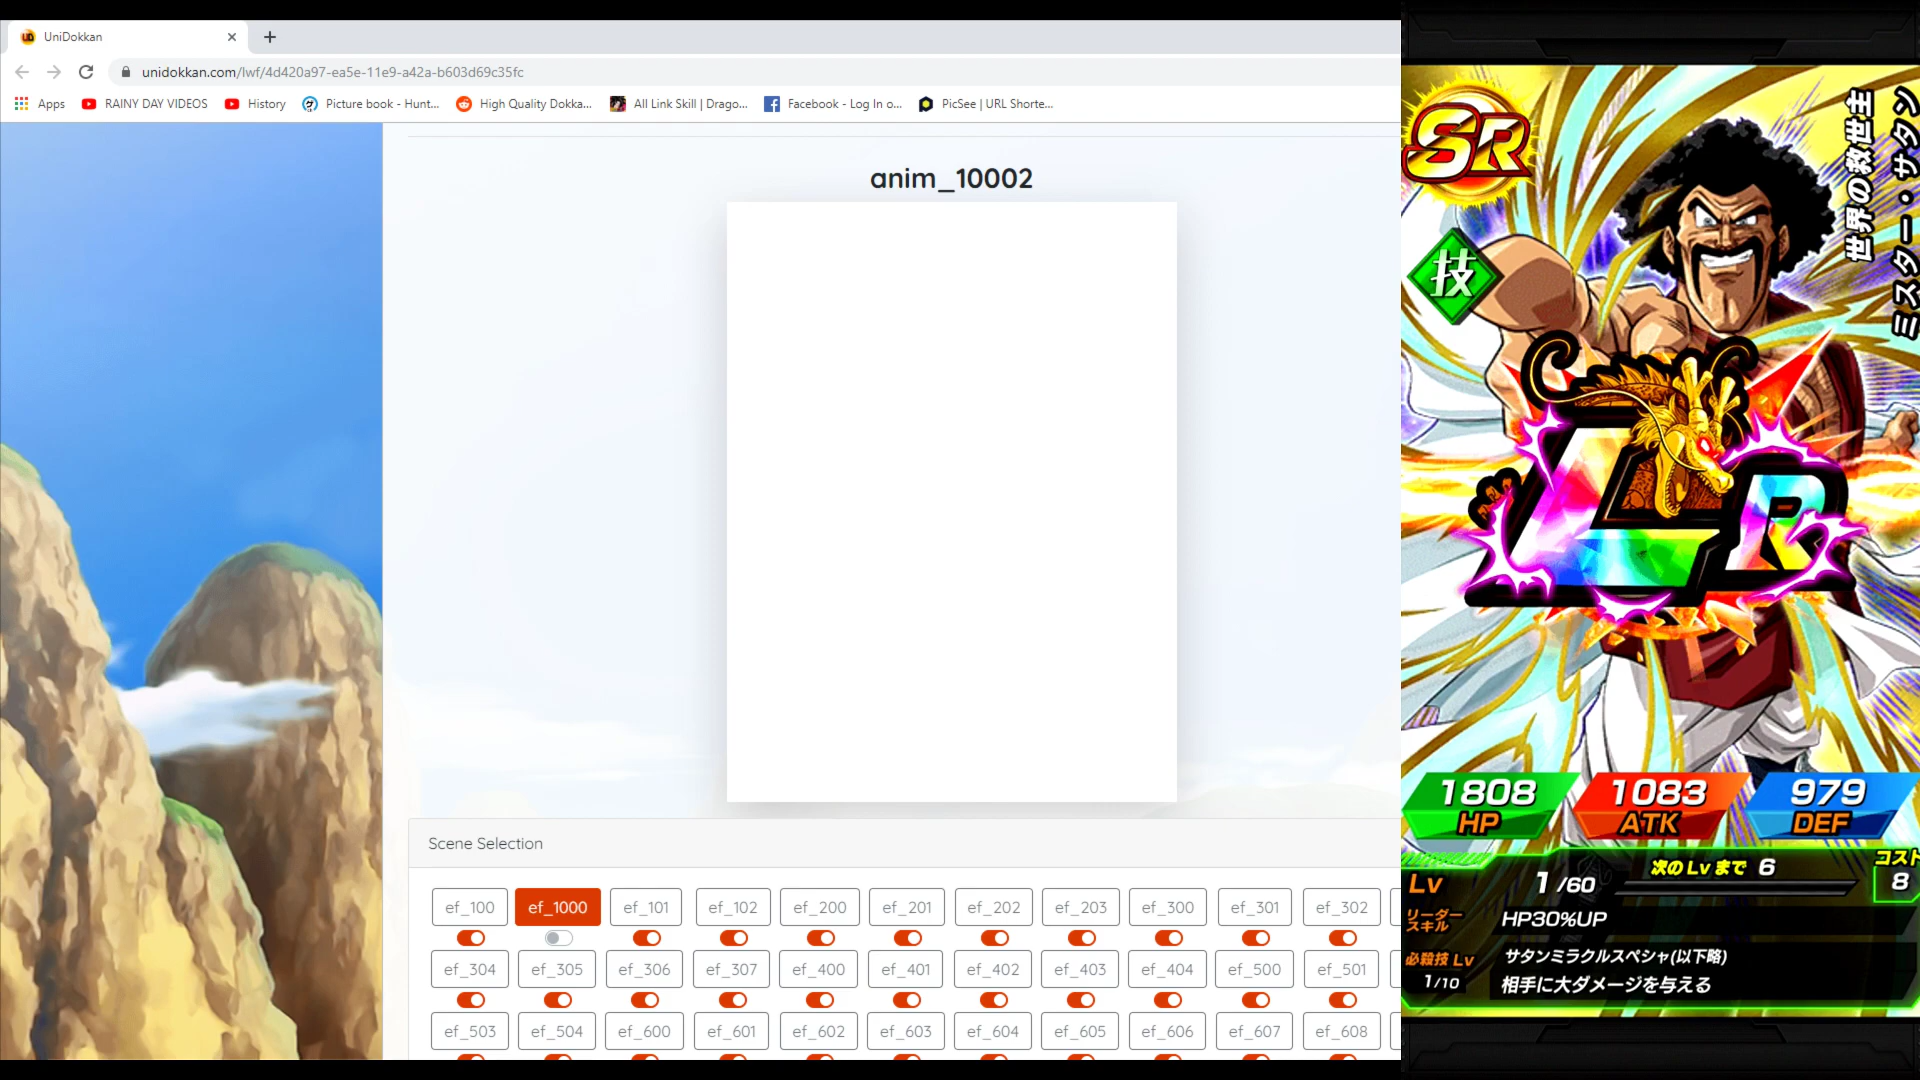 UniDokkan
unidokkan.com/lwf/4d420a97-ea5e-11e9-a42a-b603d69c35fc
Apps
RAINY DAY VIDEOS
History
Picture book - Hunt...
High Quality Dokka...
All Link Skill | Drago...
Facebook - Log In o...
PicSee | URL Shorte...
anim_10002
Scene Selection
ef_100 ef_1000 ef_101 ef_102 ef_200 ef_201 ef_202 ef_203 ef_300 ef_301 ef_302
ef_304 ef_305 ef_306 ef_307 ef_400 ef_401 ef_402 ef_403 ef_404 ef_500 ef_501
ef_503 ef_504 ef_600 ef_601 ef_602 ef_603 ef_604 ef_605 ef_606 ef_607 ef_608
SR
世界の救世主
ミスター・サタン
技
LR
1808 HP
1083 ATK
979 DEF
次のLvまで 6
コスト
8
Lv 1/60
リーダースキル
HP30%UP
必殺技 Lv
1/10
サタンミラクルスペシャ(以下略)
相手に大ダメージを与える